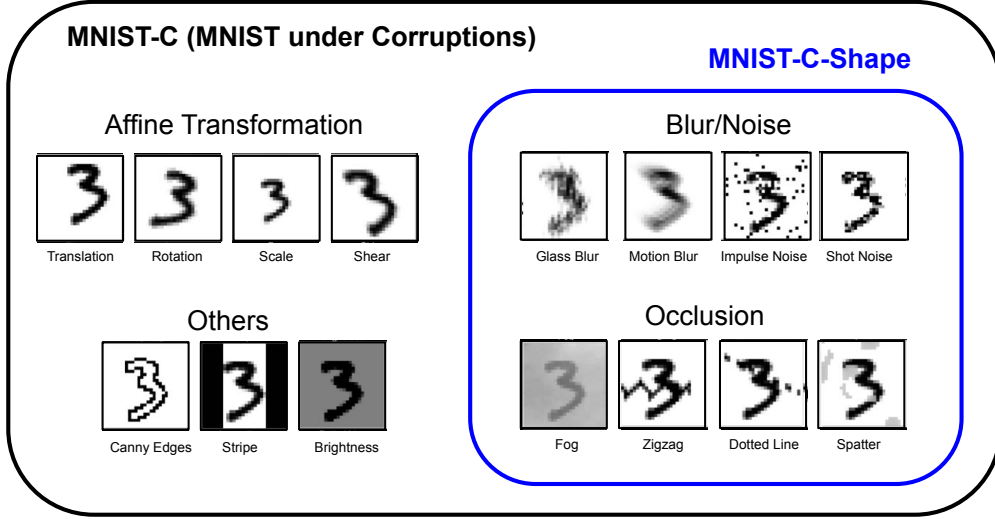 MNIST-C (MNIST under Corruptions)
MNIST-C-Shape
Affine Transformation
Translation Rotation Scale Shear
Others
Canny Edges Stripe Brightness
Blur/Noise
Glass Blur Motion Blur Impulse Noise Shot Noise
Occlusion
Fog Zigzag Dotted Line Spatter